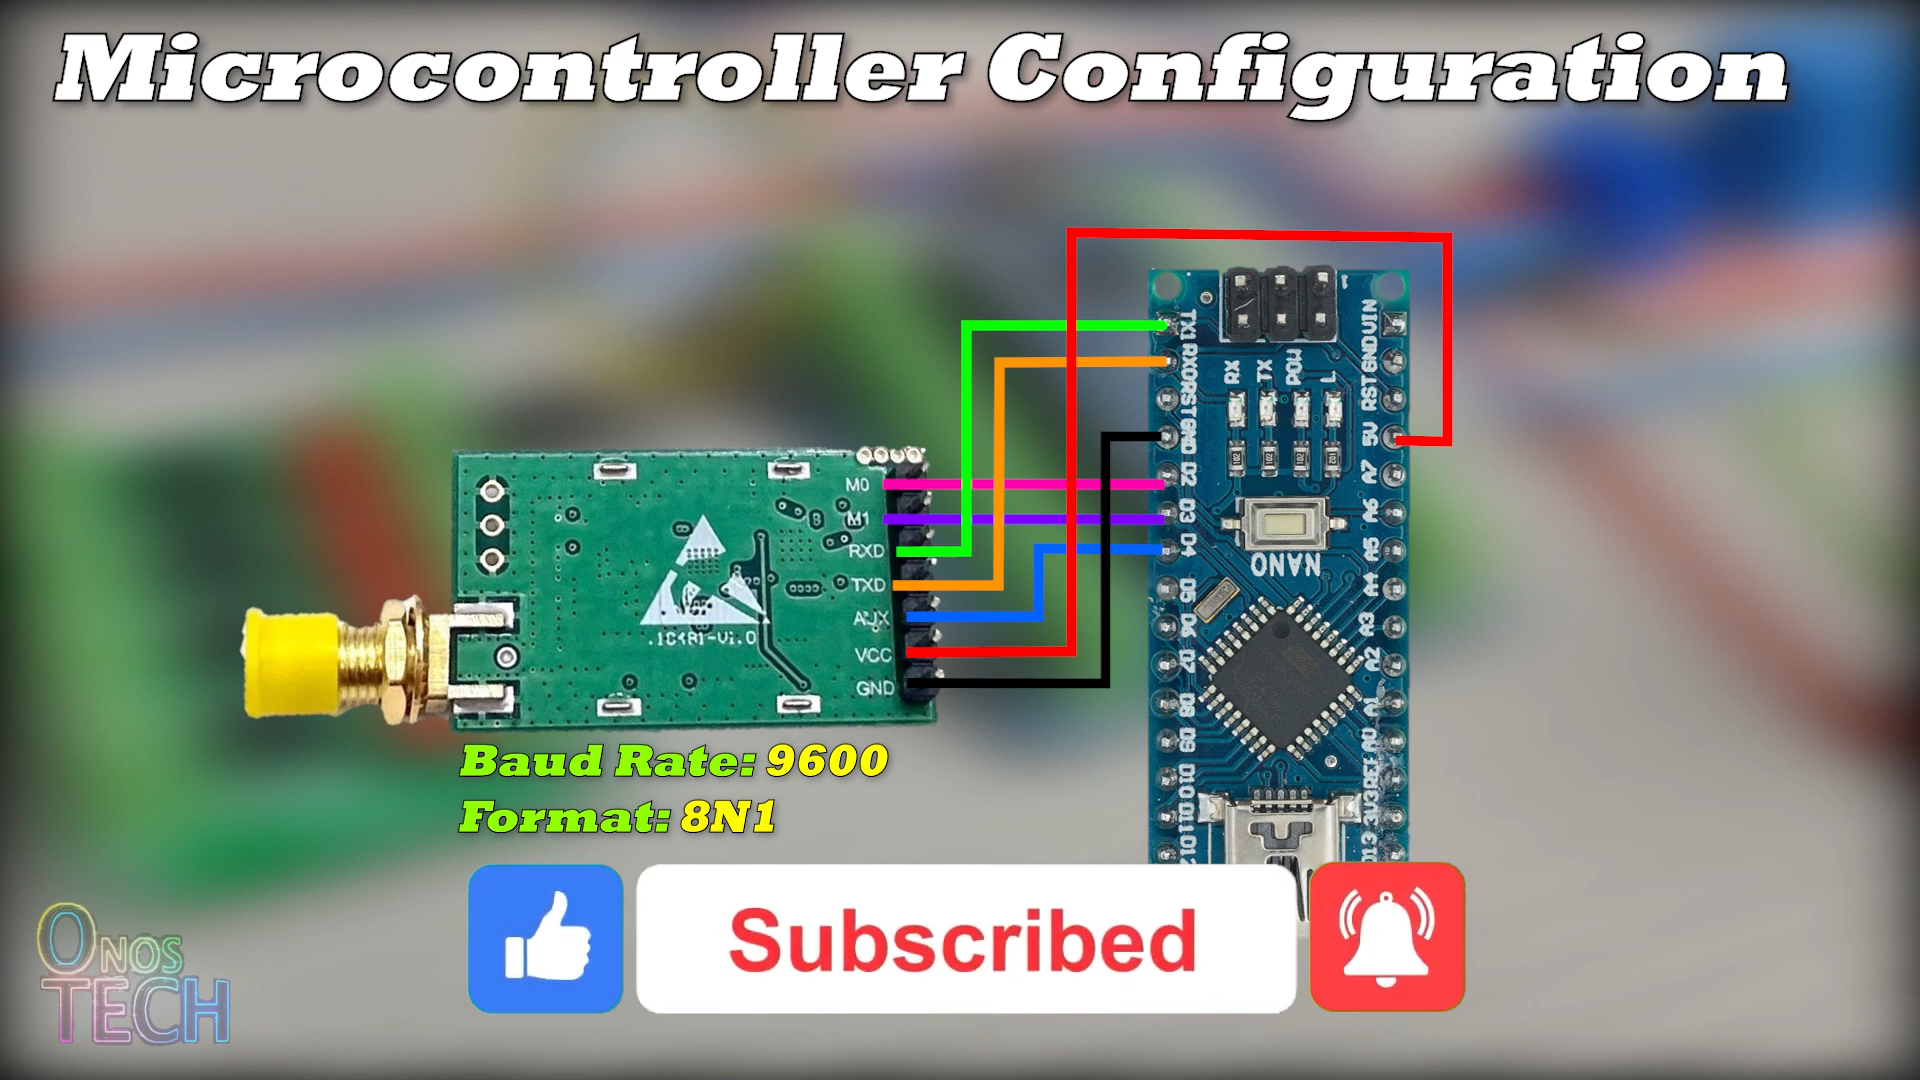 Microcontroller Configuration
TX1
RX0
RST
GND
D2
D3
D4
D5
D6
D7
D8
D9
D10
D11
D12
RX
TX
POW
L
1
NANO
VIN
GND
RST
5V
A7
A6
A5
A4
A3
A2
A1
A0
REF
3V3
D13
M0
M1
RXD
TXD
AUX
VCC
GND
Baud Rate: 9600
Format: 8N1
Subscribed
ONOS
TECH